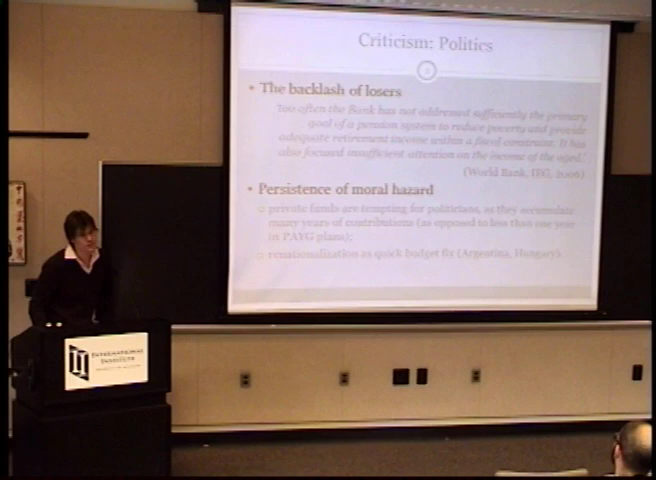 Criticism: Politics
• The backlash of losers
'Too often the Bank has not addressed sufficiently the primary
goal of a pension system to reduce poverty and provide
adequate retirement income within a fiscal constraint. It has
also focused insufficient attention on the income of the aged.'
(World Bank, IEG, 2006)
• Persistence of moral hazard
private funds are tempting for politicians, as they accumulate
many years of contributions (as opposed to less than one year
in PAYG plans);
renationalization as quick budget fix (Argentina, Hungary).
INTERNATIONAL
INSTITUTE